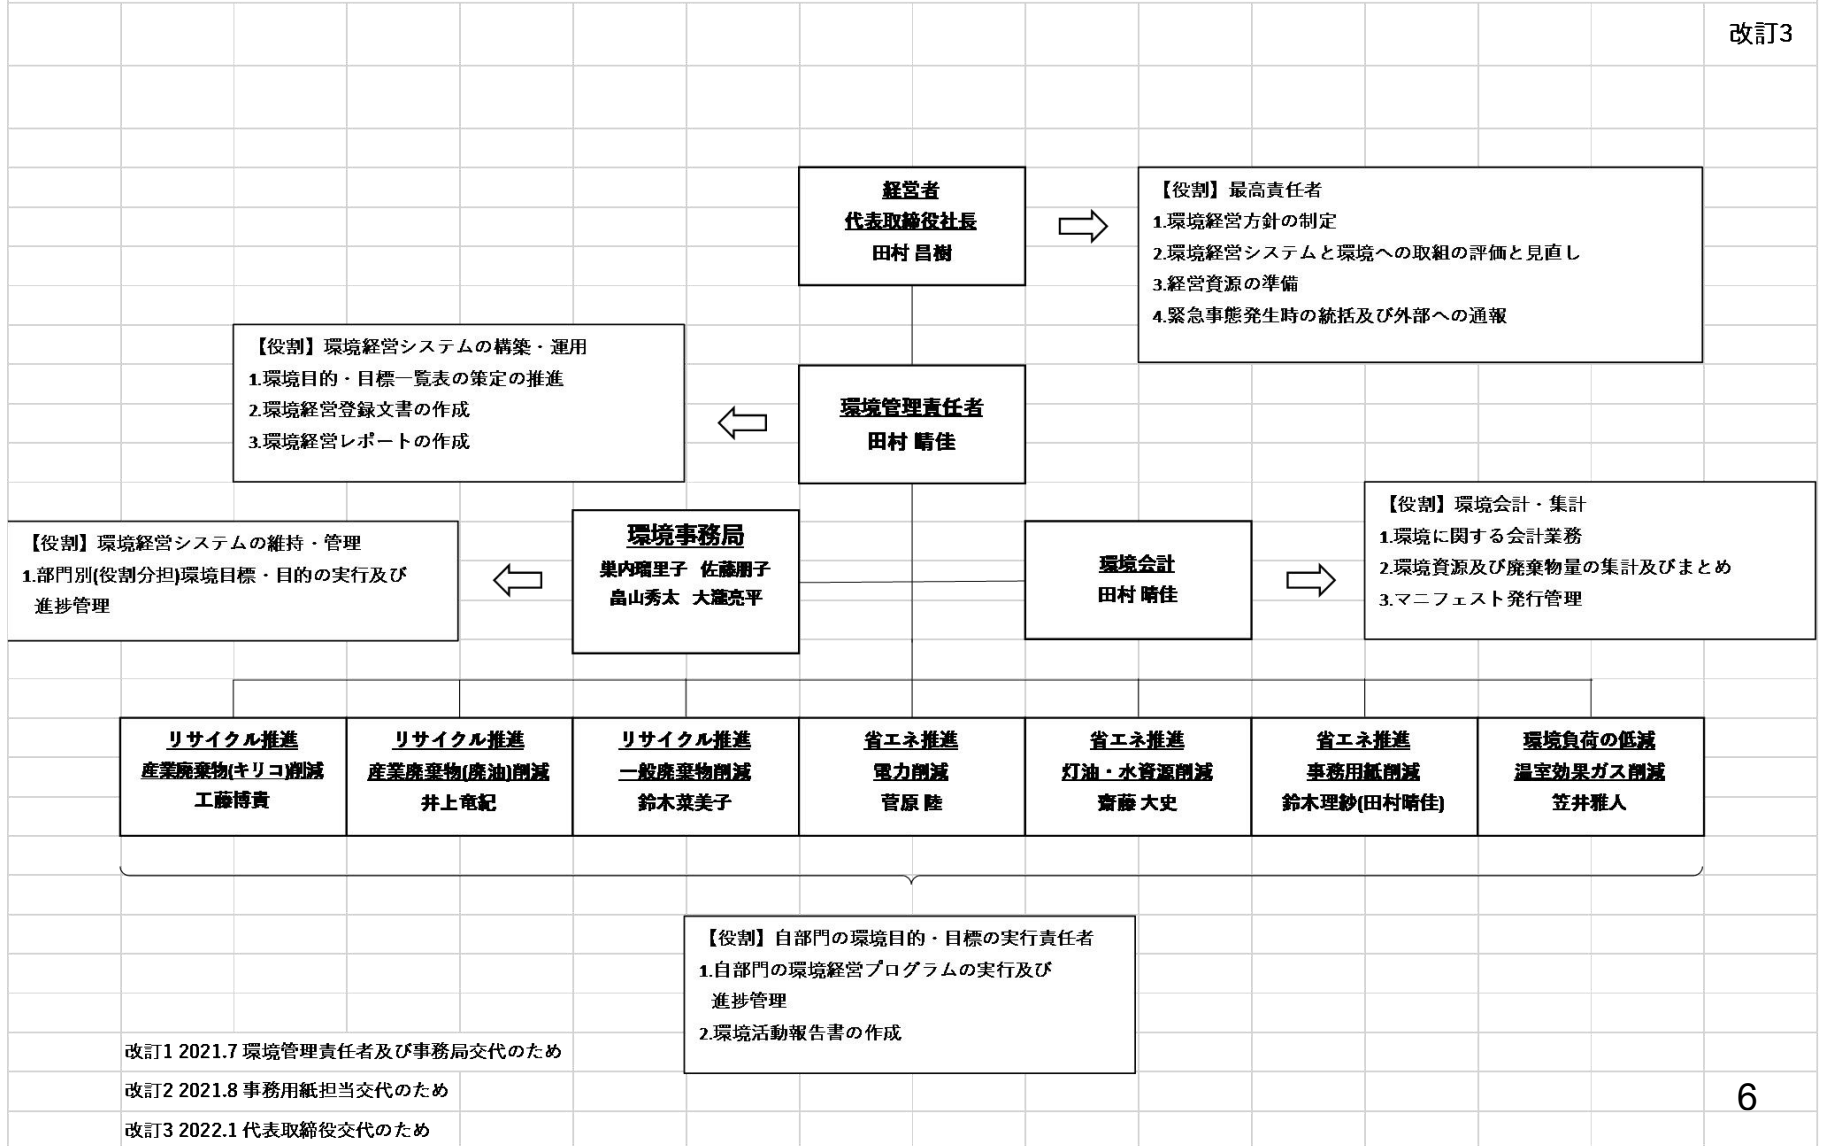 改訂3
経営者
代表取締役社長
田村 昌樹
【役割】最高責任者
1.環境経営方針の制定
2.環境経営システムと環境への取組の評価と見直し
3.経営資源の準備
4.緊急事態発生時の統括及び外部への通報
【役割】環境経営システムの構築・運用
1.環境目的・目標一覧表の策定の推進
2.環境経営登録文書の作成
3.環境経営レポートの作成
環境管理責任者
田村 晴佳
【役割】環境経営システムの維持・管理
1.部門別(役割分担)環境目標・目的の実行及び
進捗管理
環境事務局
巣内瑠里子 佐藤朋子
畠山秀太 大瀧亮平
環境会計
田村 晴佳
【役割】環境会計・集計
1.環境に関する会計業務
2.環境資源及び廃棄物量の集計及びまとめ
3.マニフェスト発行管理
リサイクル推進
産業廃棄物(キリコ)削減
工藤博貴
リサイクル推進
産業廃棄物(廃油)削減
井上竜紀
リサイクル推進
一般廃棄物削減
鈴木菜美子
省エネ推進
電力削減
菅原 陸
省エネ推進
灯油・水資源削減
齋藤 大史
省エネ推進
事務用紙削減
鈴木理紗(田村晴佳)
環境負荷の低減
温室効果ガス削減
笠井雅人
【役割】自部門の環境目的・目標の実行責任者
1.自部門の環境経営プログラムの実行及び
進捗管理
2.環境活動報告書の作成
改訂1 2021.7 環境管理責任者及び事務局交代のため
改訂2 2021.8 事務用紙担当交代のため
改訂3 2022.1 代表取締役交代のため
6